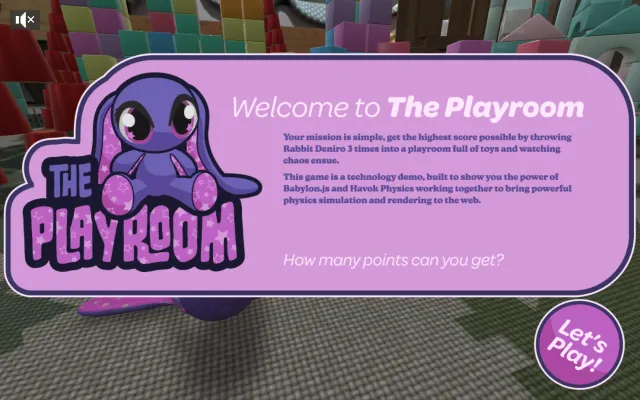 Welcome to The Playroom
Your mission is simple, get the highest score possible by throwing
Rabbit Deniro 3 times into a playroom full of toys and watching
chaos ensue.
This game is a technology demo, built to show you the power of
Babylon.js and Havok Physics working together to bring powerful
physics simulation and rendering to the web.
How many points can you get?
THE
PLAYROOM
Let's
Play!